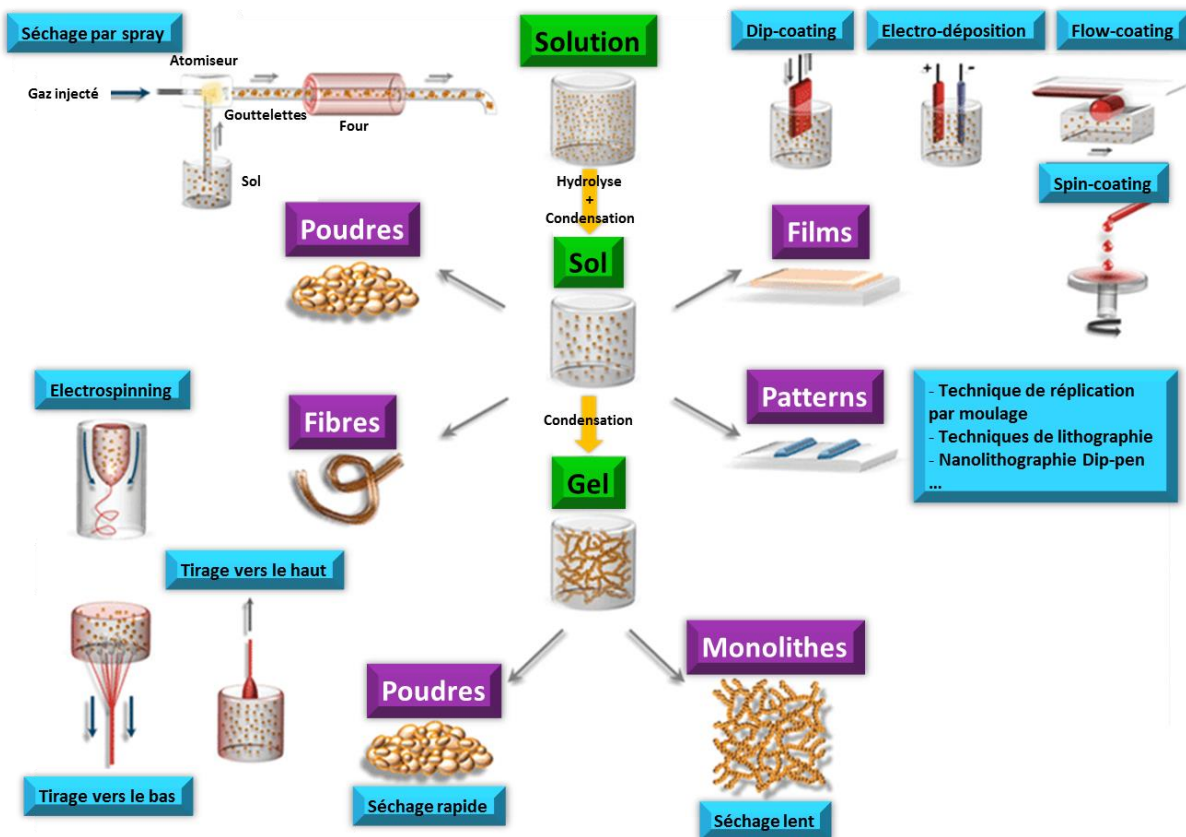 Séchage par spray
Atomiseur
Gaz injecté
Gouttelettes
Four
Sol
Solution
Hydrolyse
+
Condensation
Dip-coating
Electro-déposition
Flow-coating
+
-
Spin-coating
Poudres
Sol
Films
Electrospinning
Fibres
Condensation
Patterns
- Technique de réplication
par moulage
- Techniques de lithographie
- Nanolithographie Dip-pen
...
Gel
Tirage vers le haut
Tirage vers le bas
Poudres
Séchage rapide
Monolithes
Séchage lent